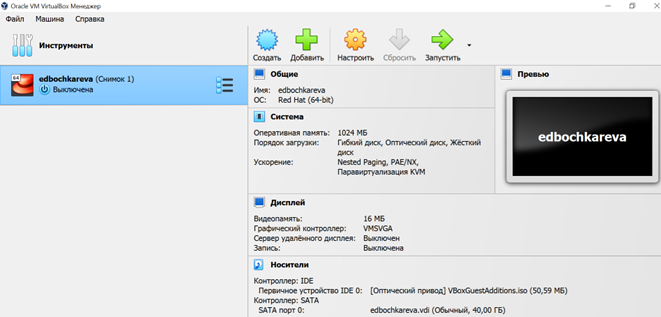 Oracle VM VirtualBox Менеджер
Файл Машина Справка
Инструменты
Создать Добавить Настроить Сбросить Запустить
64
edbochkareva (Снимок 1)
Выключена
Общие
Имя: edbochkareva
ОС: Red Hat (64-bit)
Превью
edbochkareva
Система
Оперативная память: 1024 МБ
Порядок загрузки: Гибкий диск, Оптический диск, Жёсткий
диск
Ускорение: Nested Paging, PAE/NX,
Паравиртуализация KVM
Дисплей
Видеопамять: 16 МБ
Графический контроллер: VMSVGA
Сервер удалённого дисплея: Выключен
Запись: Выключена
Носители
Контроллер: IDE
Первичное устройство IDE 0: [Оптический привод] VBoxGuestAdditions.iso (50,59 МБ)
Контроллер: SATA
SATA порт 0: edbochkareva.vdi (Обычный, 40,00 ГБ)